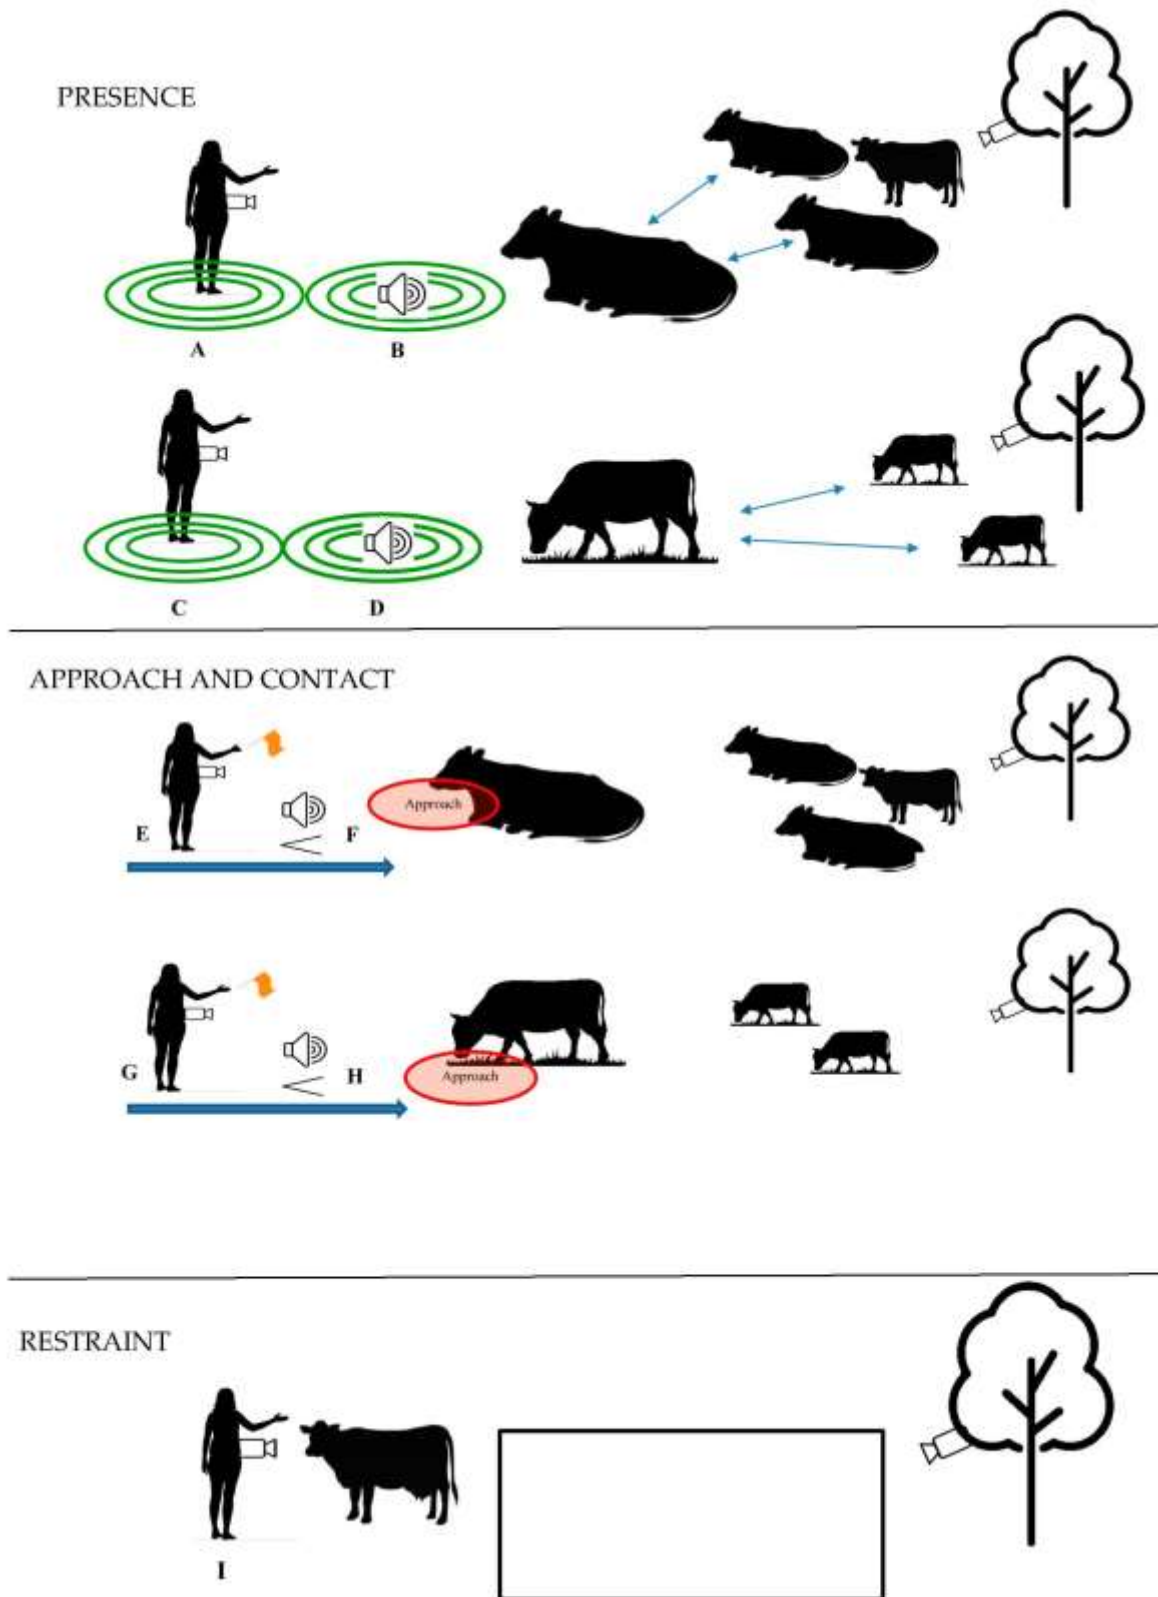 PRESENCE
A B
C D
APPROACH AND CONTACT
Approach
E F
Approach
G H
RESTRAINT
I